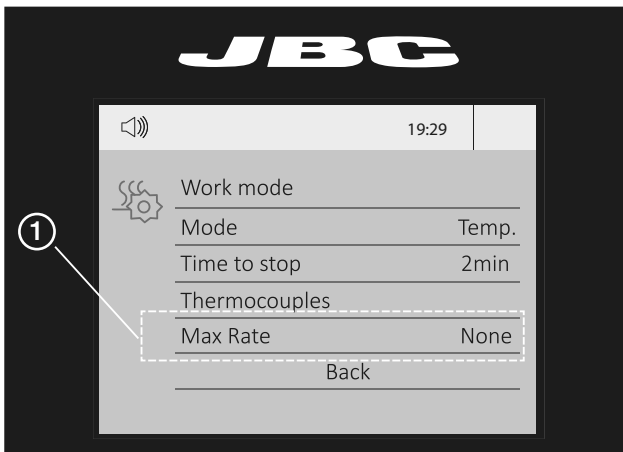 JBC
19:29
Work mode
Mode Temp.
Time to stop 2min
Thermocouples
1
Max Rate None
Back